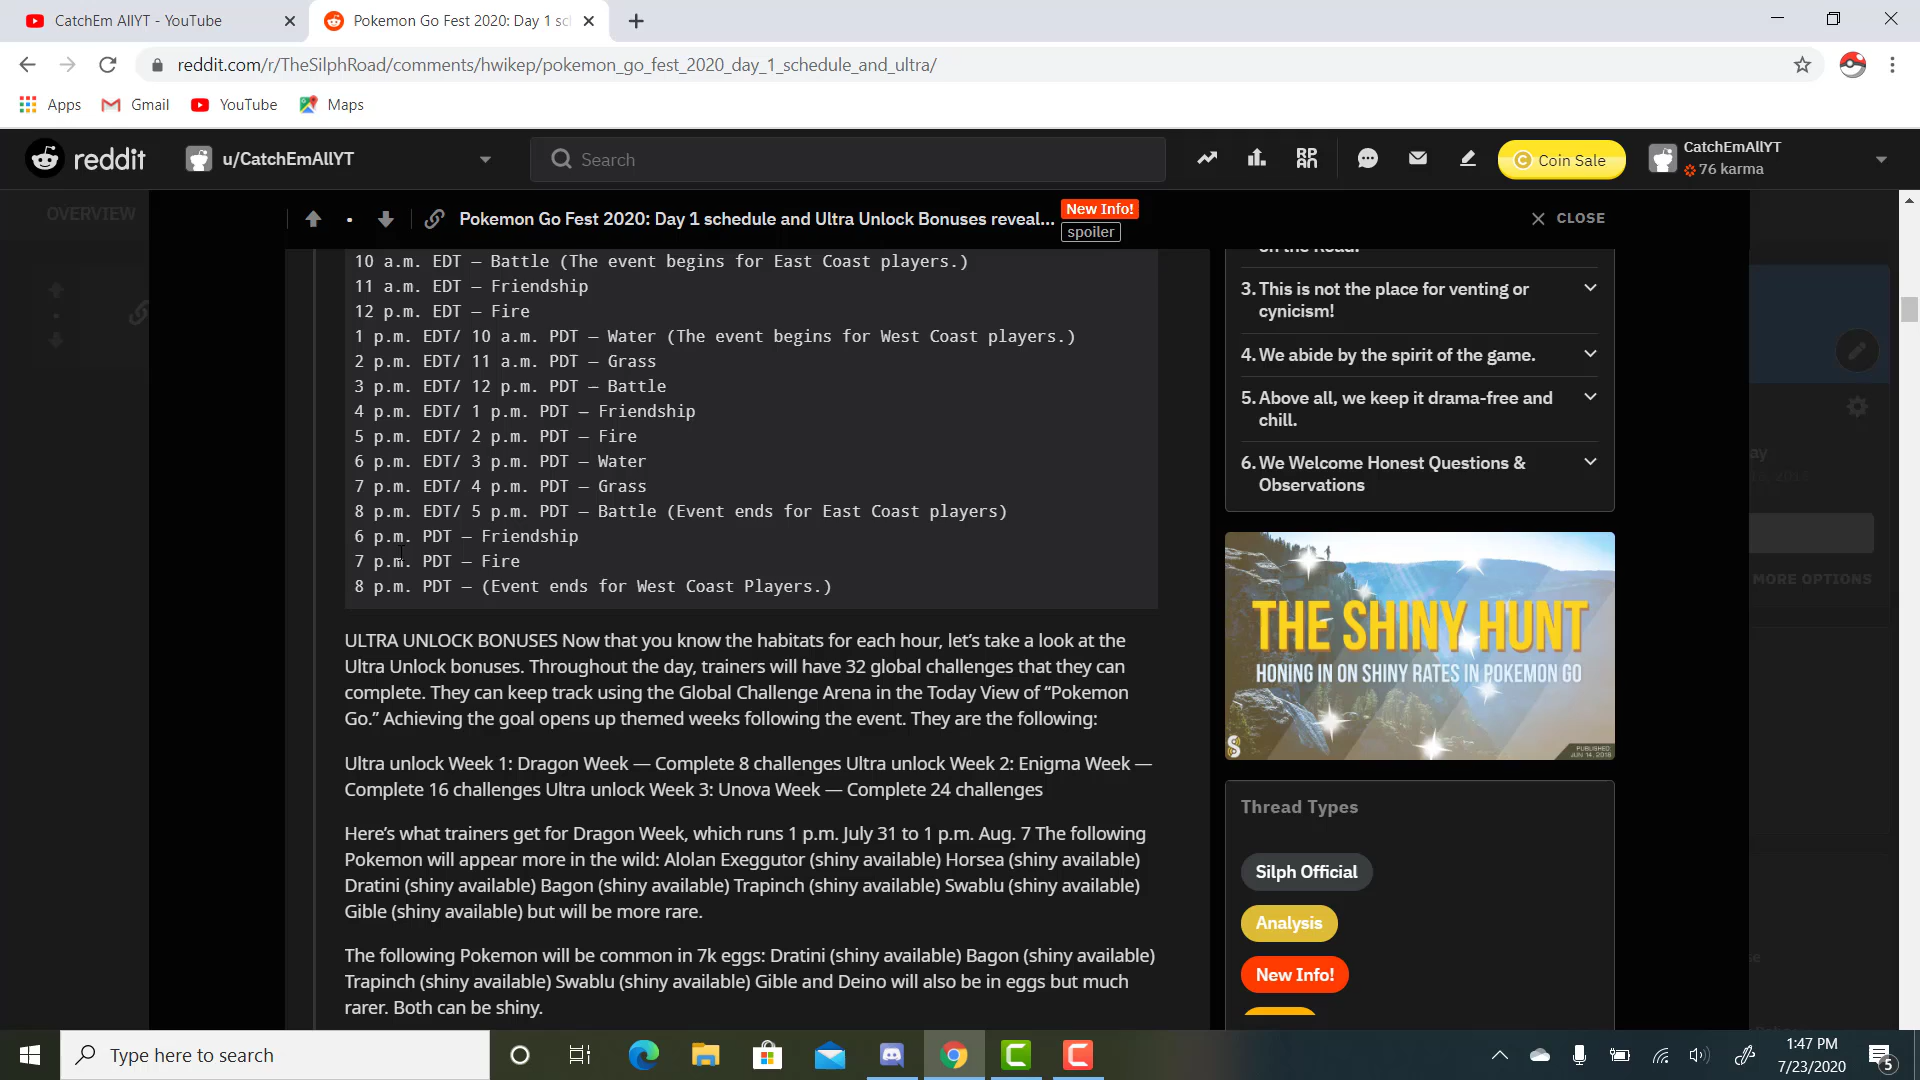 CatchEm AllYT - YouTube
Pokemon Go Fest 2020: Day 1 sc
reddit.com/r/TheSilphRoad/comments/hwikep/pokemon_go_fest_2020_day_1_schedule_and_ultra/
Apps Gmail YouTube Maps
reddit u/CatchEmAllYT Search Coin Sale CatchEmAllYT
76 karma
OVERVIEW
Pokemon Go Fest 2020: Day 1 schedule and Ultra Unlock Bonuses reveal... New Info! spoiler CLOSE
10 a.m. EDT — Battle (The event begins for East Coast players.)
11 a.m. EDT — Friendship
12 p.m. EDT — Fire
1 p.m. EDT/ 10 a.m. PDT — Water (The event begins for West Coast players.)
2 p.m. EDT/ 11 a.m. PDT — Grass
3 p.m. EDT/ 12 p.m. PDT — Battle
4 p.m. EDT/ 1 p.m. PDT — Friendship
5 p.m. EDT/ 2 p.m. PDT — Fire
6 p.m. EDT/ 3 p.m. PDT — Water
7 p.m. EDT/ 4 p.m. PDT — Grass
8 p.m. EDT/ 5 p.m. PDT — Battle (Event ends for East Coast players)
6 p.m. PDT — Friendship
7 p.m. PDT — Fire
8 p.m. PDT — (Event ends for West Coast Players.)
ULTRA UNLOCK BONUSES Now that you know the habitats for each hour, let’s take a look at the
Ultra Unlock bonuses. Throughout the day, trainers will have 32 global challenges that they can
complete. They can keep track using the Global Challenge Arena in the Today View of “Pokemon
Go.” Achieving the goal opens up themed weeks following the event. They are the following:
Ultra unlock Week 1: Dragon Week — Complete 8 challenges Ultra unlock Week 2: Enigma Week —
Complete 16 challenges Ultra unlock Week 3: Unova Week — Complete 24 challenges
Here’s what trainers get for Dragon Week, which runs 1 p.m. July 31 to 1 p.m. Aug. 7 The following
Pokemon will appear more in the wild: Alolan Exeggutor (shiny available) Horsea (shiny available)
Dratini (shiny available) Bagon (shiny available) Trapinch (shiny available) Swablu (shiny available)
Gible (shiny available) but will be more rare.
The following Pokemon will be common in 7k eggs: Dratini (shiny available) Bagon (shiny available)
Trapinch (shiny available) Swablu (shiny available) Gible and Deino will also be in eggs but much
rarer. Both can be shiny.
on the Road!
3. This is not the place for venting or
cynicism!
4. We abide by the spirit of the game.
5. Above all, we keep it drama-free and
chill.
6. We Welcome Honest Questions &
Observations
THE SHINY HUNT
HONING IN ON SHINY RATES IN POKEMON GO
PUBLISHED
JUN 14, 2018
Thread Types
Silph Official
Analysis
New Info!
MORE OPTIONS
Type here to search
1:47 PM
7/23/2020
5